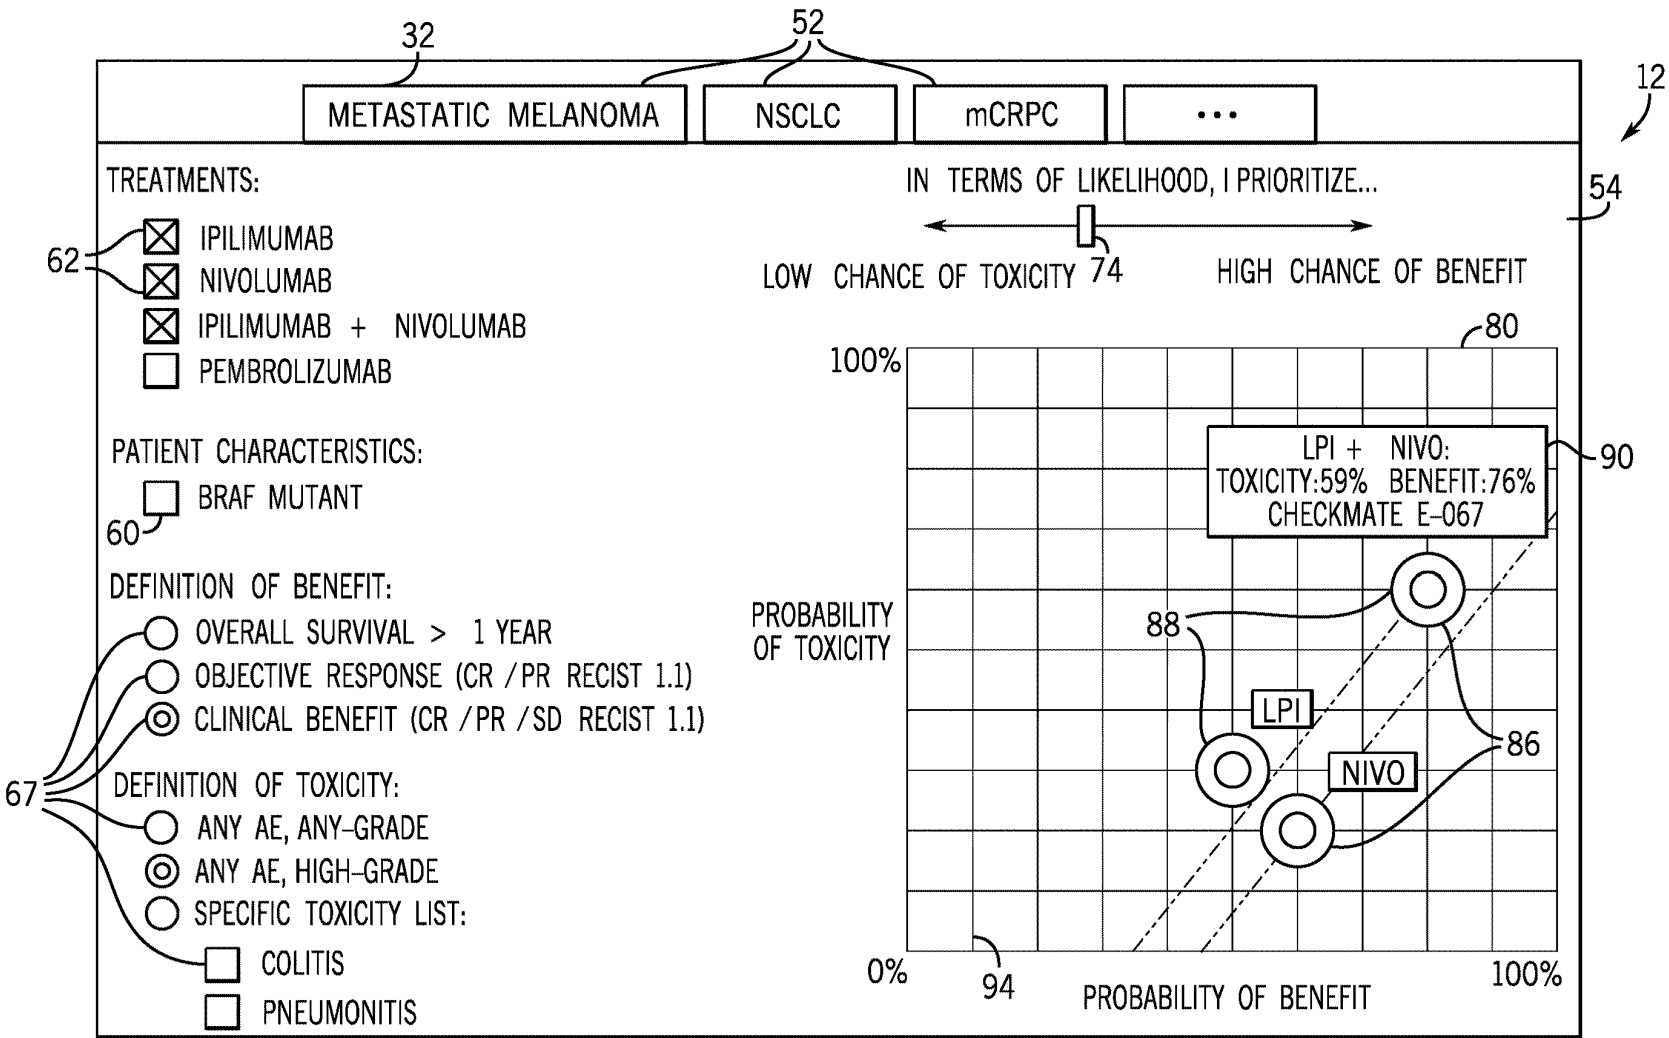 32
52
12
METASTATIC MELANOMA
NSCLC
mCRPC
...
TREATMENTS:
62
IPILIMUMAB
NIVOLUMAB
IPILIMUMAB + NIVOLUMAB
PEMBROLIZUMAB
PATIENT CHARACTERISTICS:
BRAF MUTANT
60
DEFINITION OF BENEFIT:
OVERALL SURVIVAL > 1 YEAR
OBJECTIVE RESPONSE (CR / PR RECIST 1.1)
CLINICAL BENEFIT (CR / PR / SD RECIST 1.1)
67
DEFINITION OF TOXICITY:
ANY AE, ANY–GRADE
ANY AE, HIGH–GRADE
SPECIFIC TOXICITY LIST:
COLITIS
PNEUMONITIS
IN TERMS OF LIKELIHOOD, I PRIORITIZE...
54
LOW CHANCE OF TOXICITY
74
HIGH CHANCE OF BENEFIT
80
100%
LPI + NIVO:
TOXICITY:59% BENEFIT:76%
CHECKMATE E–067
90
PROBABILITY
OF TOXICITY
88
LPI
NIVO
86
0%
94
100%
PROBABILITY OF BENEFIT